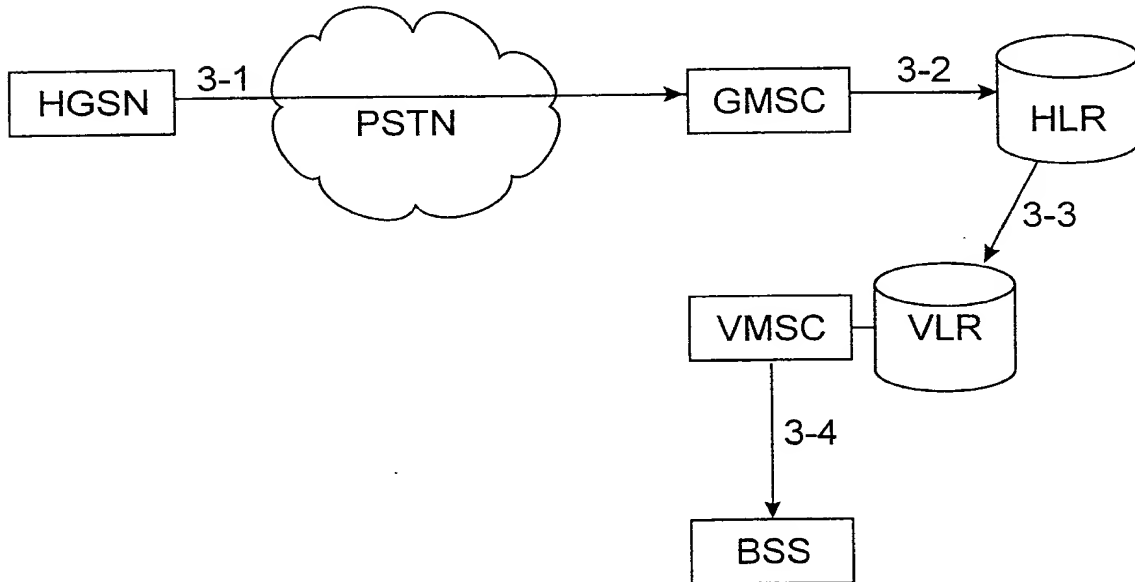 3-1
HGSN
PSTN
GMSC
3-2
HLR
3-3
VMSC
VLR
3-4
BSS